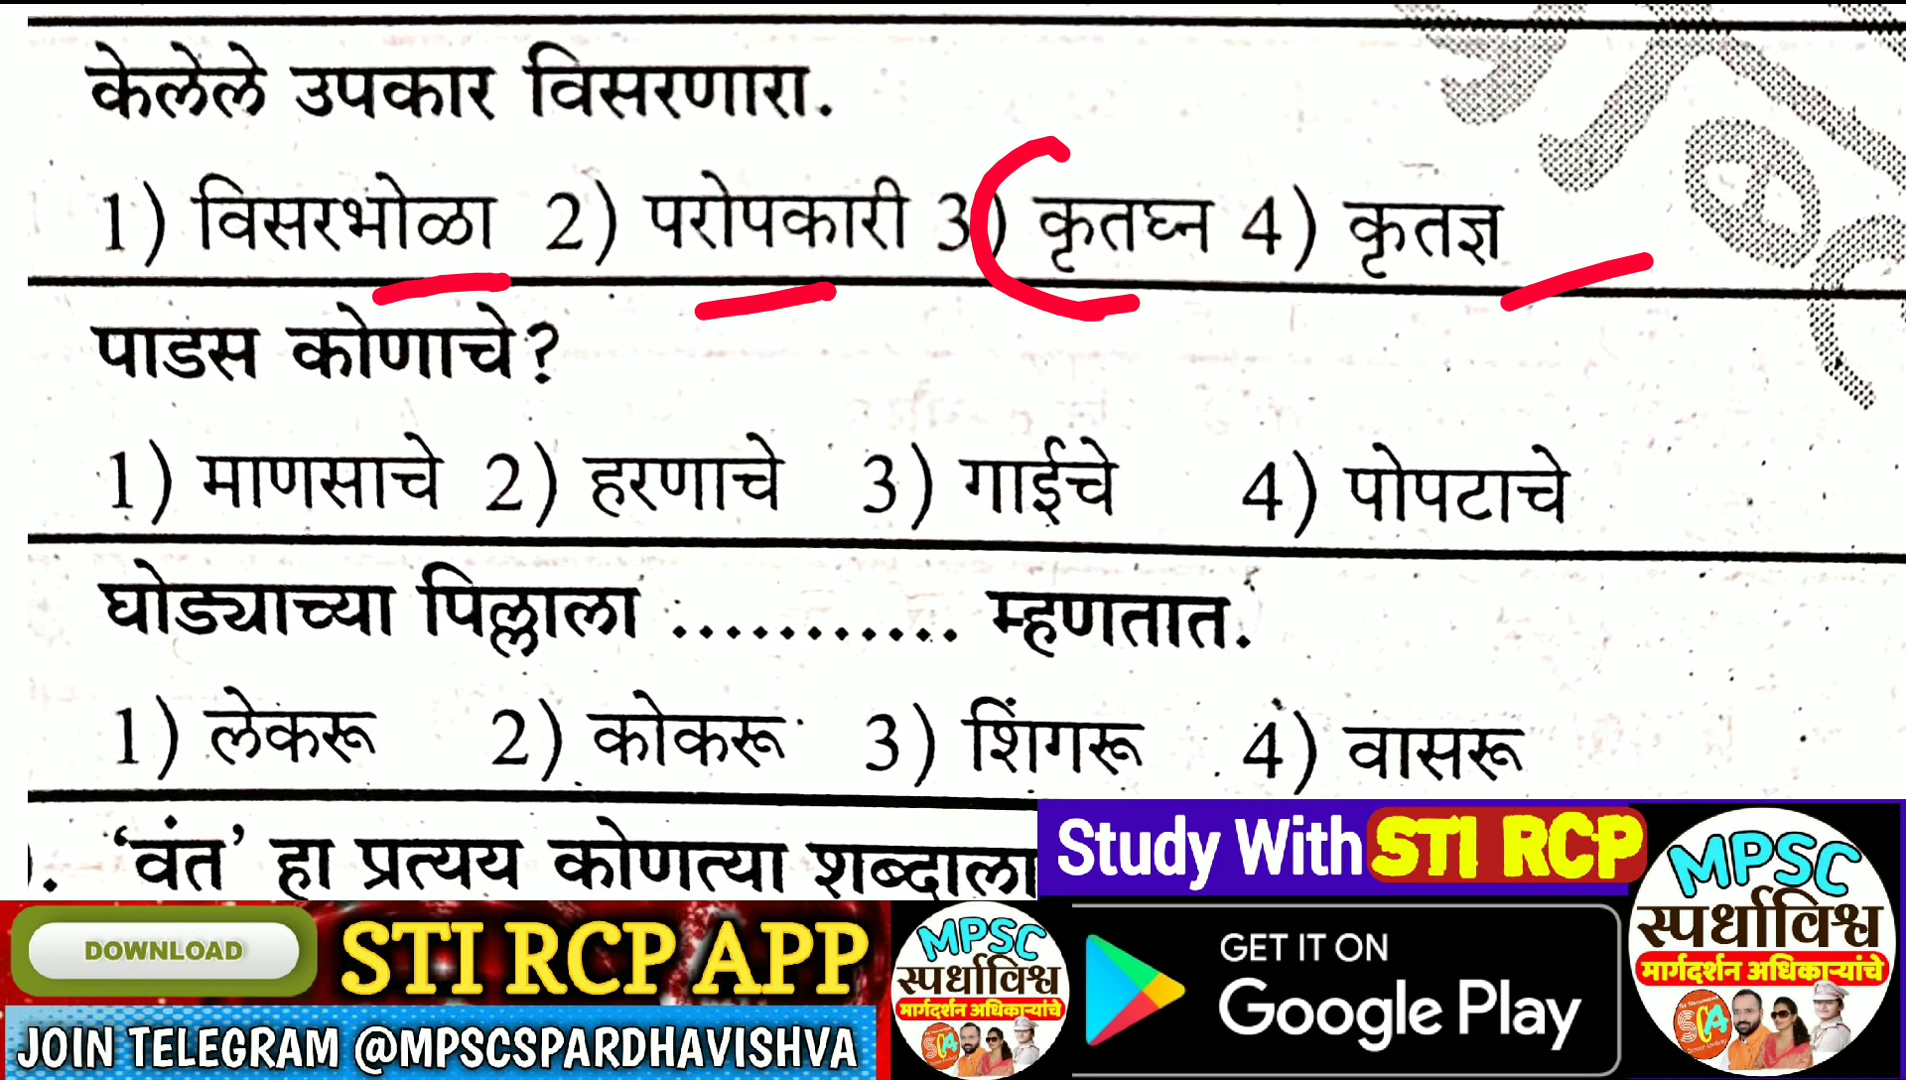 केलेले उपकार विसरणारा.
1) विसरभोळा 2) परोपकारी 3) कृतघ्न 4) कृतज्ञ
पाडस कोणाचे?
1) माणसाचे 2) हरणाचे 3) गाईचे 4) पोपटाचे
घोड्याच्या पिल्लाला ........... म्हणतात.
1) लेकरू 2) कोकरू 3) शिंगरू 4) वासरू
. 'वंत' हा प्रत्यय कोणत्या शब्दाला
Study With STI RCP
MPSC
स्पर्धाविश्व
मार्गदर्शन अधिकाऱ्यांचे
DOWNLOAD
STI RCP APP
JOIN TELEGRAM @MPSCSPARDHAVISHVA
MPSC
स्पर्धाविश्व
मार्गदर्शन अधिकाऱ्यांचे
GET IT ON
Google Play